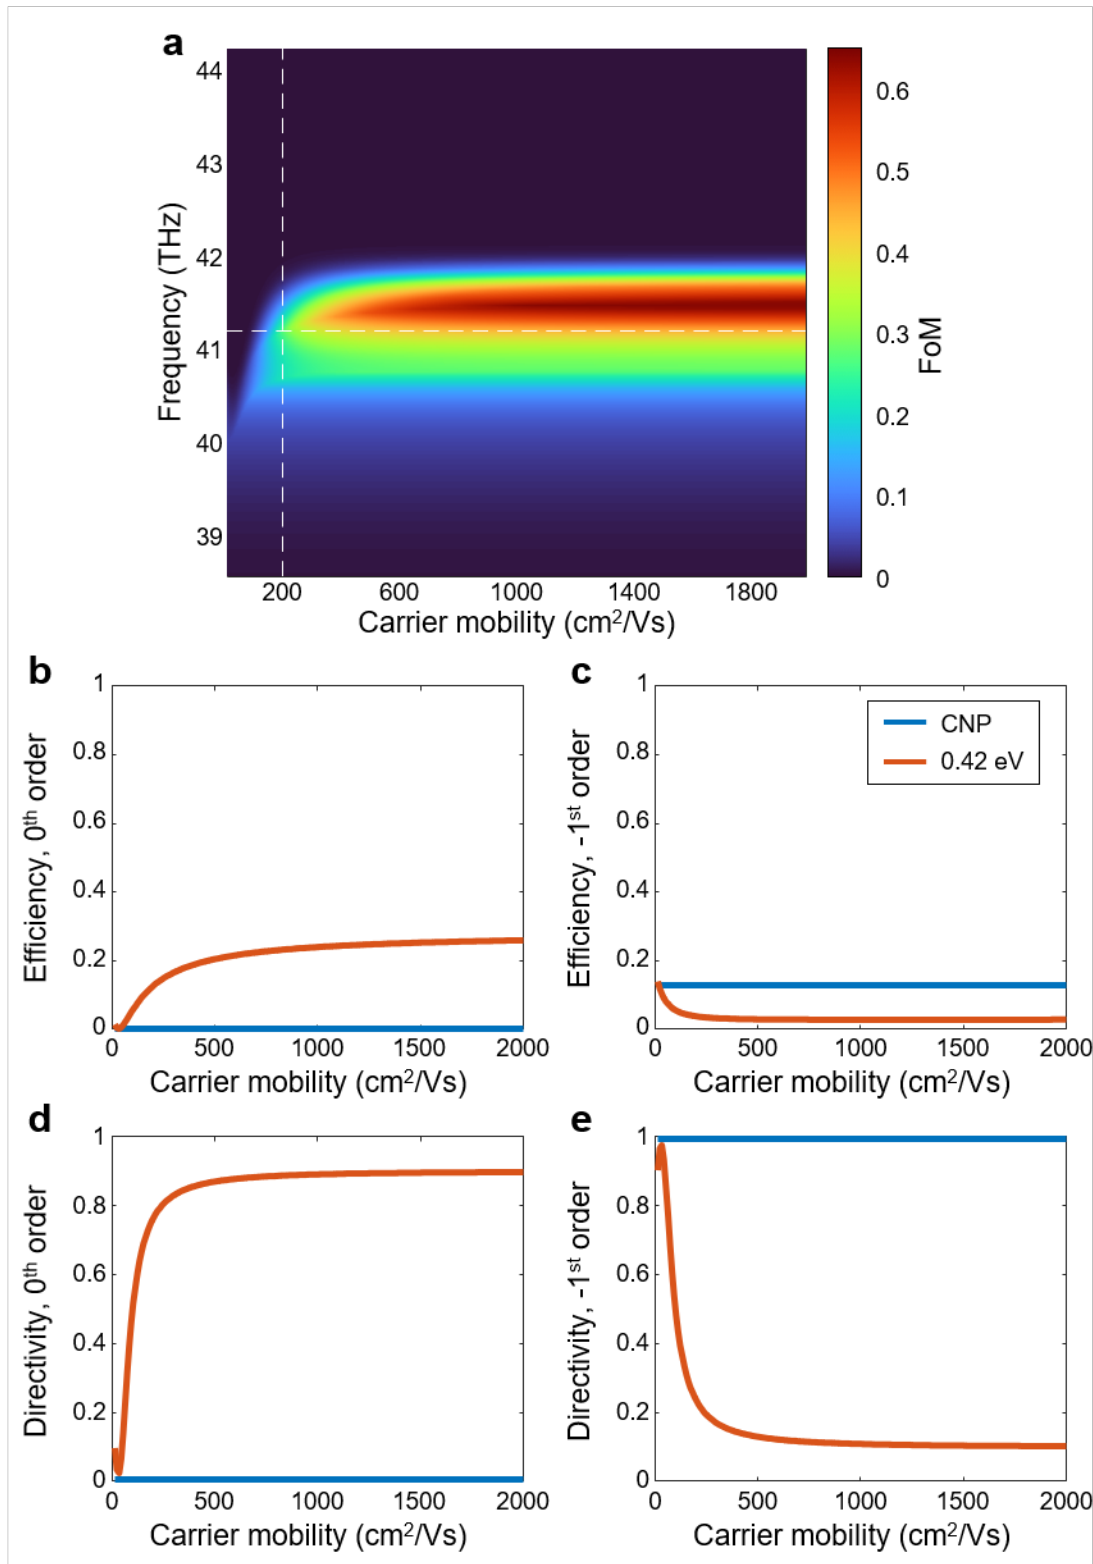 a
44
43
42
41
40
39
Frequency (THz)
200 600 1000 1400 1800
Carrier mobility (cm²/Vs)
0.6
0.5
0.4
0.3
0.2
0.1
0
FoM
b
1
0.8
0.6
0.4
0.2
0
Efficiency, 0th order
0 500 1000 1500 2000
Carrier mobility (cm²/Vs)
c
1
0.8
0.6
0.4
0.2
0
Efficiency, -1st order
CNP
0.42 eV
0 500 1000 1500 2000
Carrier mobility (cm²/Vs)
d
1
0.8
0.6
0.4
0.2
0
Directivity, 0th order
0 500 1000 1500 2000
Carrier mobility (cm²/Vs)
e
1
0.8
0.6
0.4
0.2
0
Directivity, -1st order
0 500 1000 1500 2000
Carrier mobility (cm²/Vs)